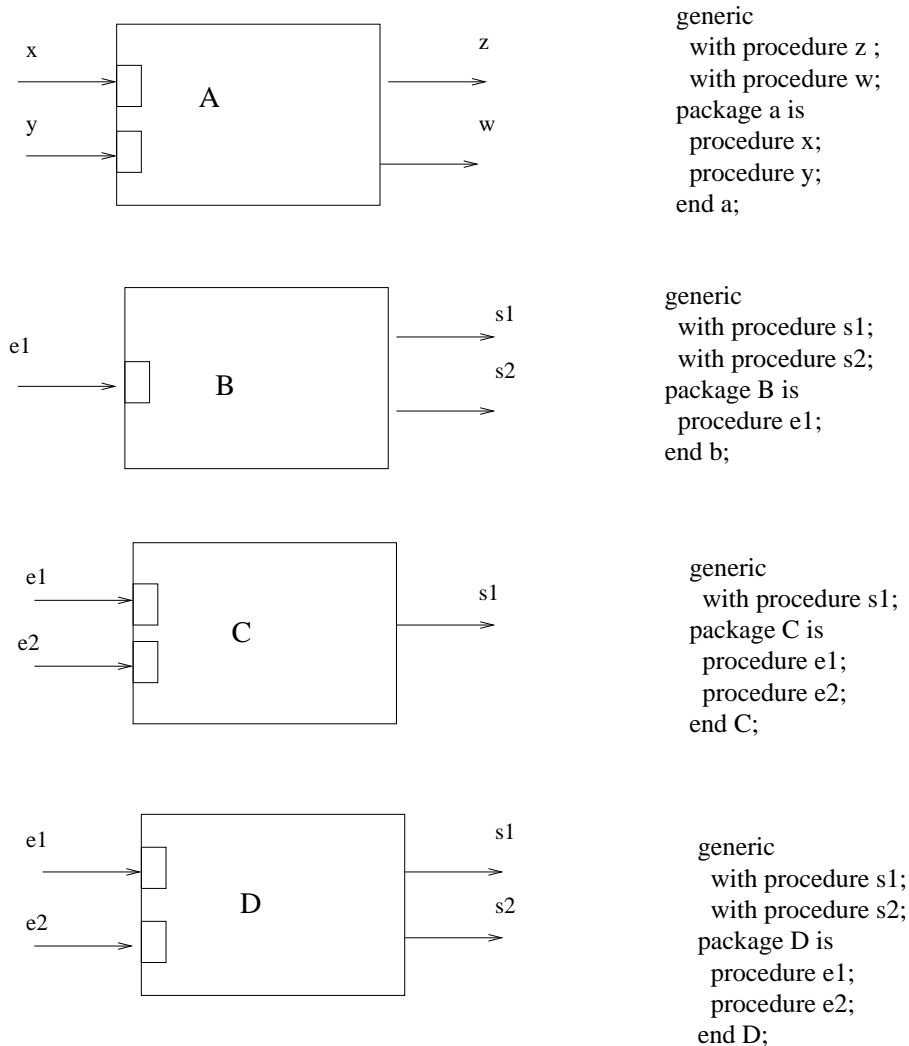 x
y
A
z
w
generic
with procedure z ;
with procedure w;
package a is
procedure x;
procedure y;
end a;
e1
B
s1
s2
generic
with procedure s1;
with procedure s2;
package B is
procedure e1;
end b;
e1
e2
C
s1
generic
with procedure s1;
package C is
procedure e1;
procedure e2;
end C;
e1
e2
D
s1
s2
generic
with procedure s1;
with procedure s2;
package D is
procedure e1;
procedure e2;
end D;